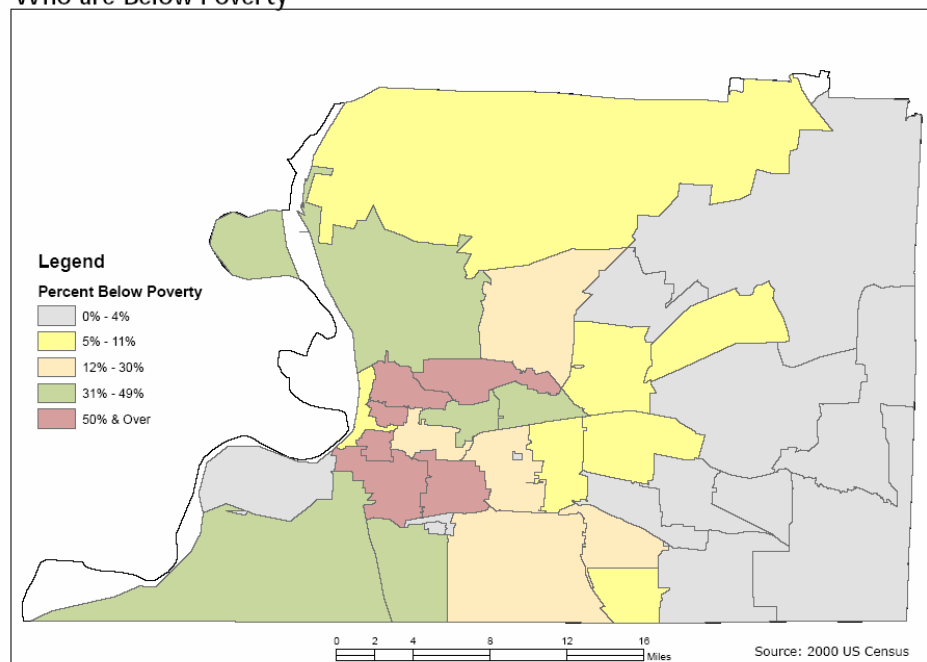 Who are Below Poverty
Legend
Percent Below Poverty
0% - 4%
5% - 11%
12% - 30%
31% - 49%
50% & Over
0 2 4 8 12 16
Miles
Source: 2000 US Census